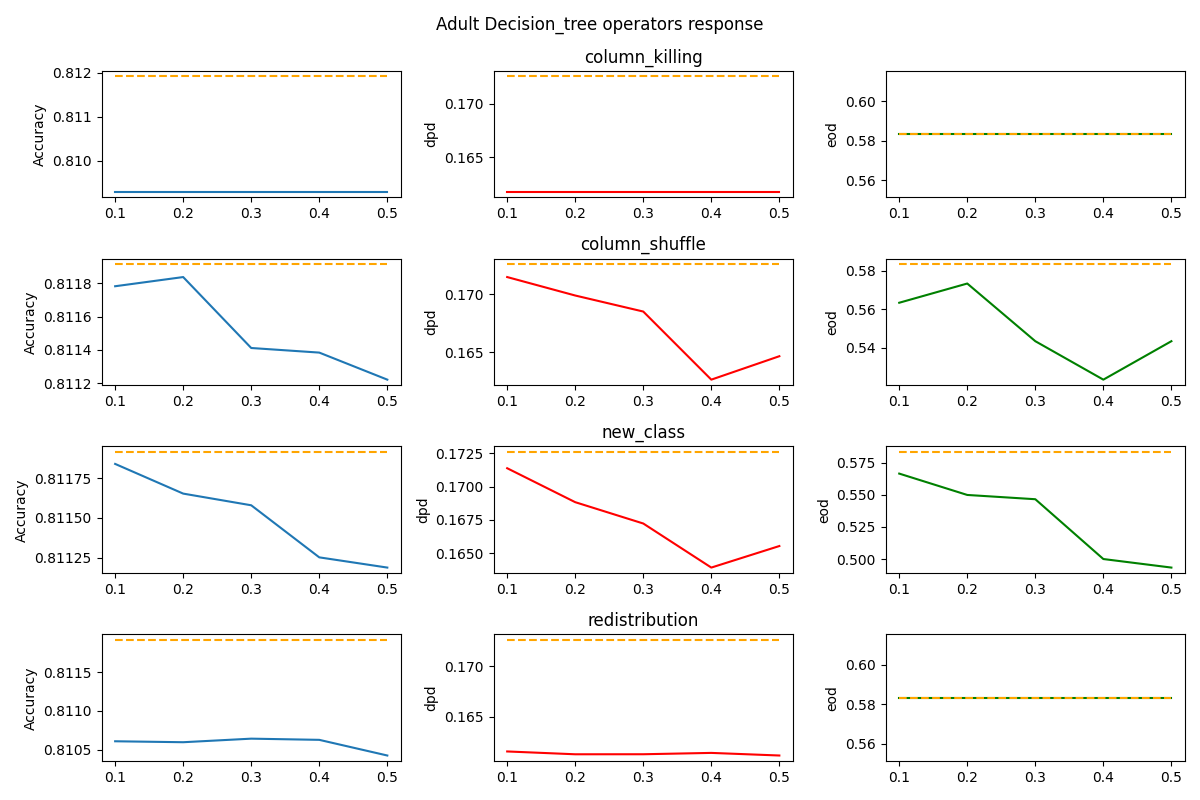 Adult Decision_tree operators response
column_killing
Accuracy
0.812
0.811
0.810
0.1 0.2 0.3 0.4 0.5
dpd
0.170
0.165
0.1 0.2 0.3 0.4 0.5
eod
0.60
0.58
0.56
0.1 0.2 0.3 0.4 0.5
column_shuffle
Accuracy
0.8118
0.8116
0.8114
0.8112
0.1 0.2 0.3 0.4 0.5
dpd
0.170
0.165
0.1 0.2 0.3 0.4 0.5
eod
0.58
0.56
0.54
0.1 0.2 0.3 0.4 0.5
new_class
Accuracy
0.81175
0.81150
0.81125
0.1 0.2 0.3 0.4 0.5
dpd
0.1725
0.1700
0.1675
0.1650
0.1 0.2 0.3 0.4 0.5
eod
0.575
0.550
0.525
0.500
0.1 0.2 0.3 0.4 0.5
redistribution
Accuracy
0.8115
0.8110
0.8105
0.1 0.2 0.3 0.4 0.5
dpd
0.170
0.165
0.1 0.2 0.3 0.4 0.5
eod
0.60
0.58
0.56
0.1 0.2 0.3 0.4 0.5